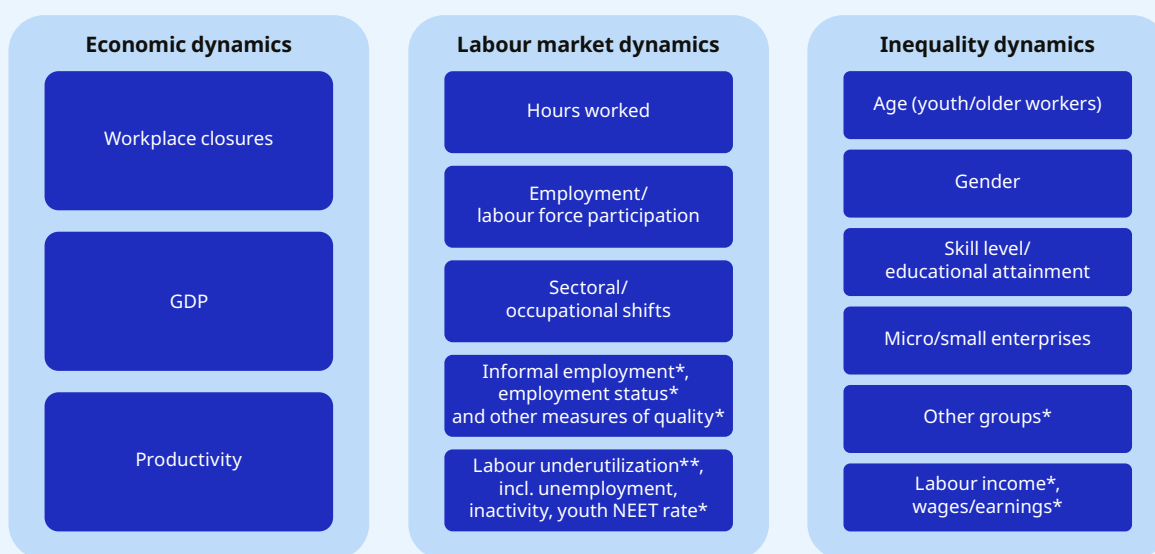 Economic dynamics
Workplace closures
GDP
Productivity
Labour market dynamics
Hours worked
Employment/
labour force participation
Sectoral/
occupational shifts
Informal employment*,
employment status*
and other measures of quality*
Labour underutilization**,
incl. unemployment,
inactivity, youth NEET rate*
Inequality dynamics
Age (youth/older workers)
Gender
Skill level/
educational attainment
Micro/small enterprises
Other groups*
Labour income*,
wages/earnings*